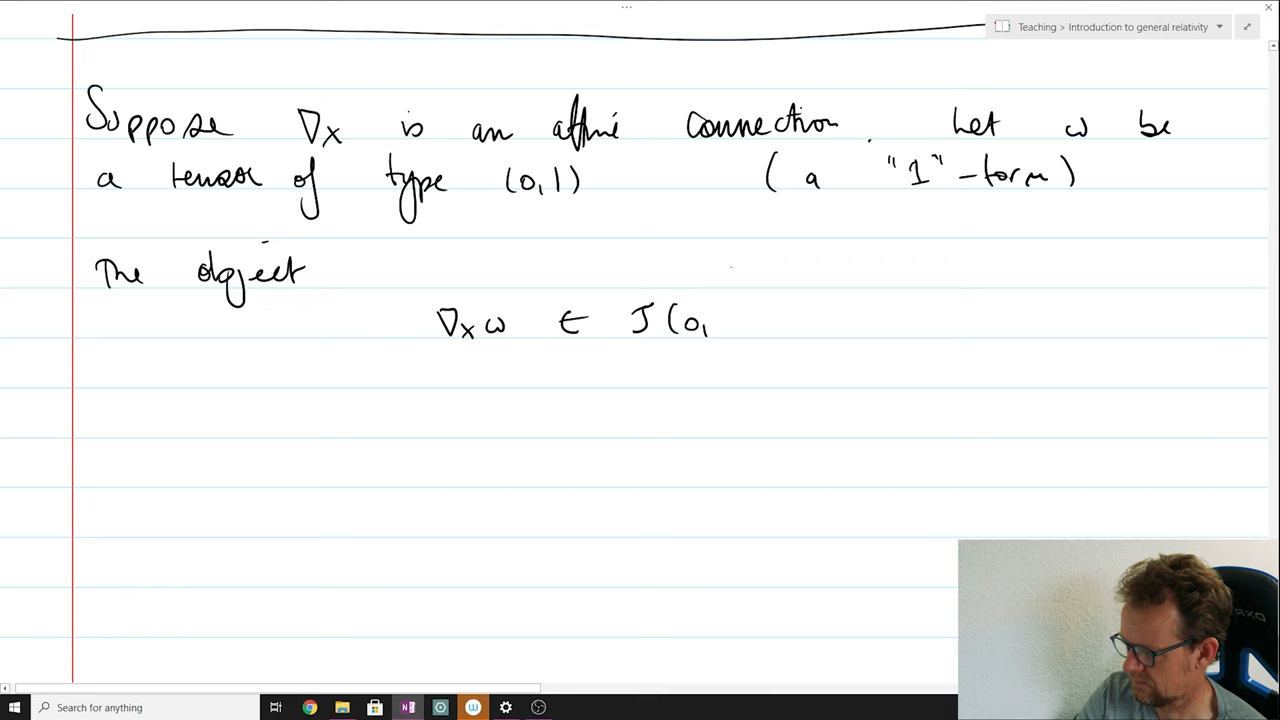 Teaching > Introduction to general relativity
Suppose ∇x is an affine connection. Let ω be
a tensor of type (0,1) (a "1"-form)
The object
∇x ω ∈ J (0,
Search for anything